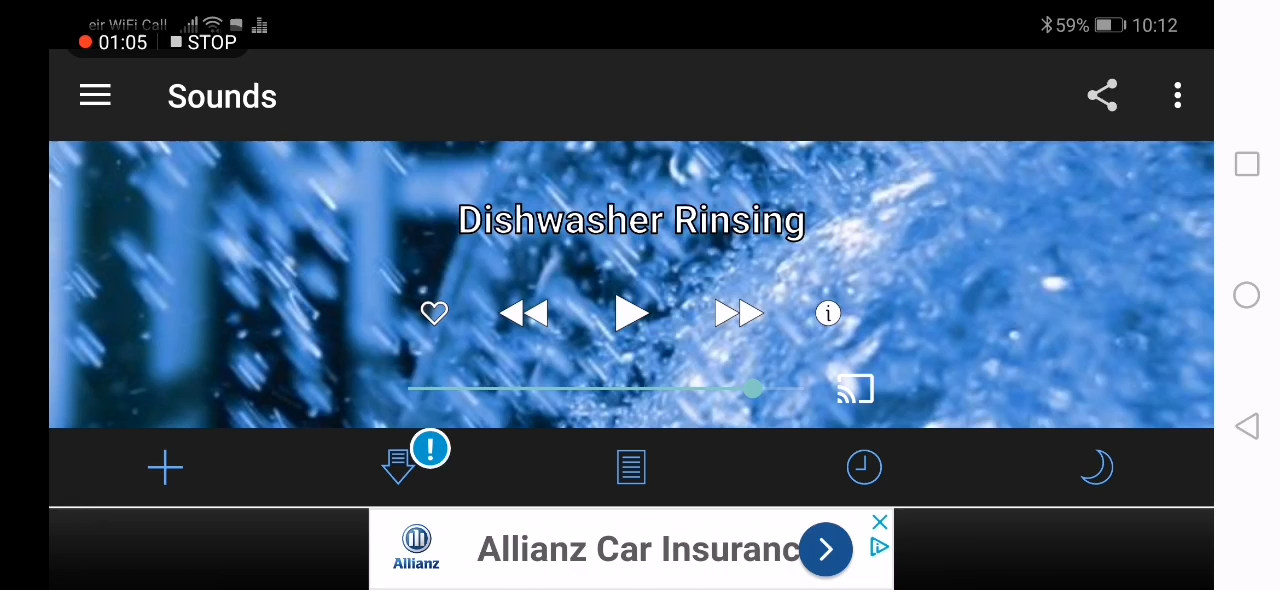 eir WiFi Call
59% 10:12
01:05 STOP
Sounds
Dishwasher Rinsing
i
!
Allianz
Allianz Car Insuranc